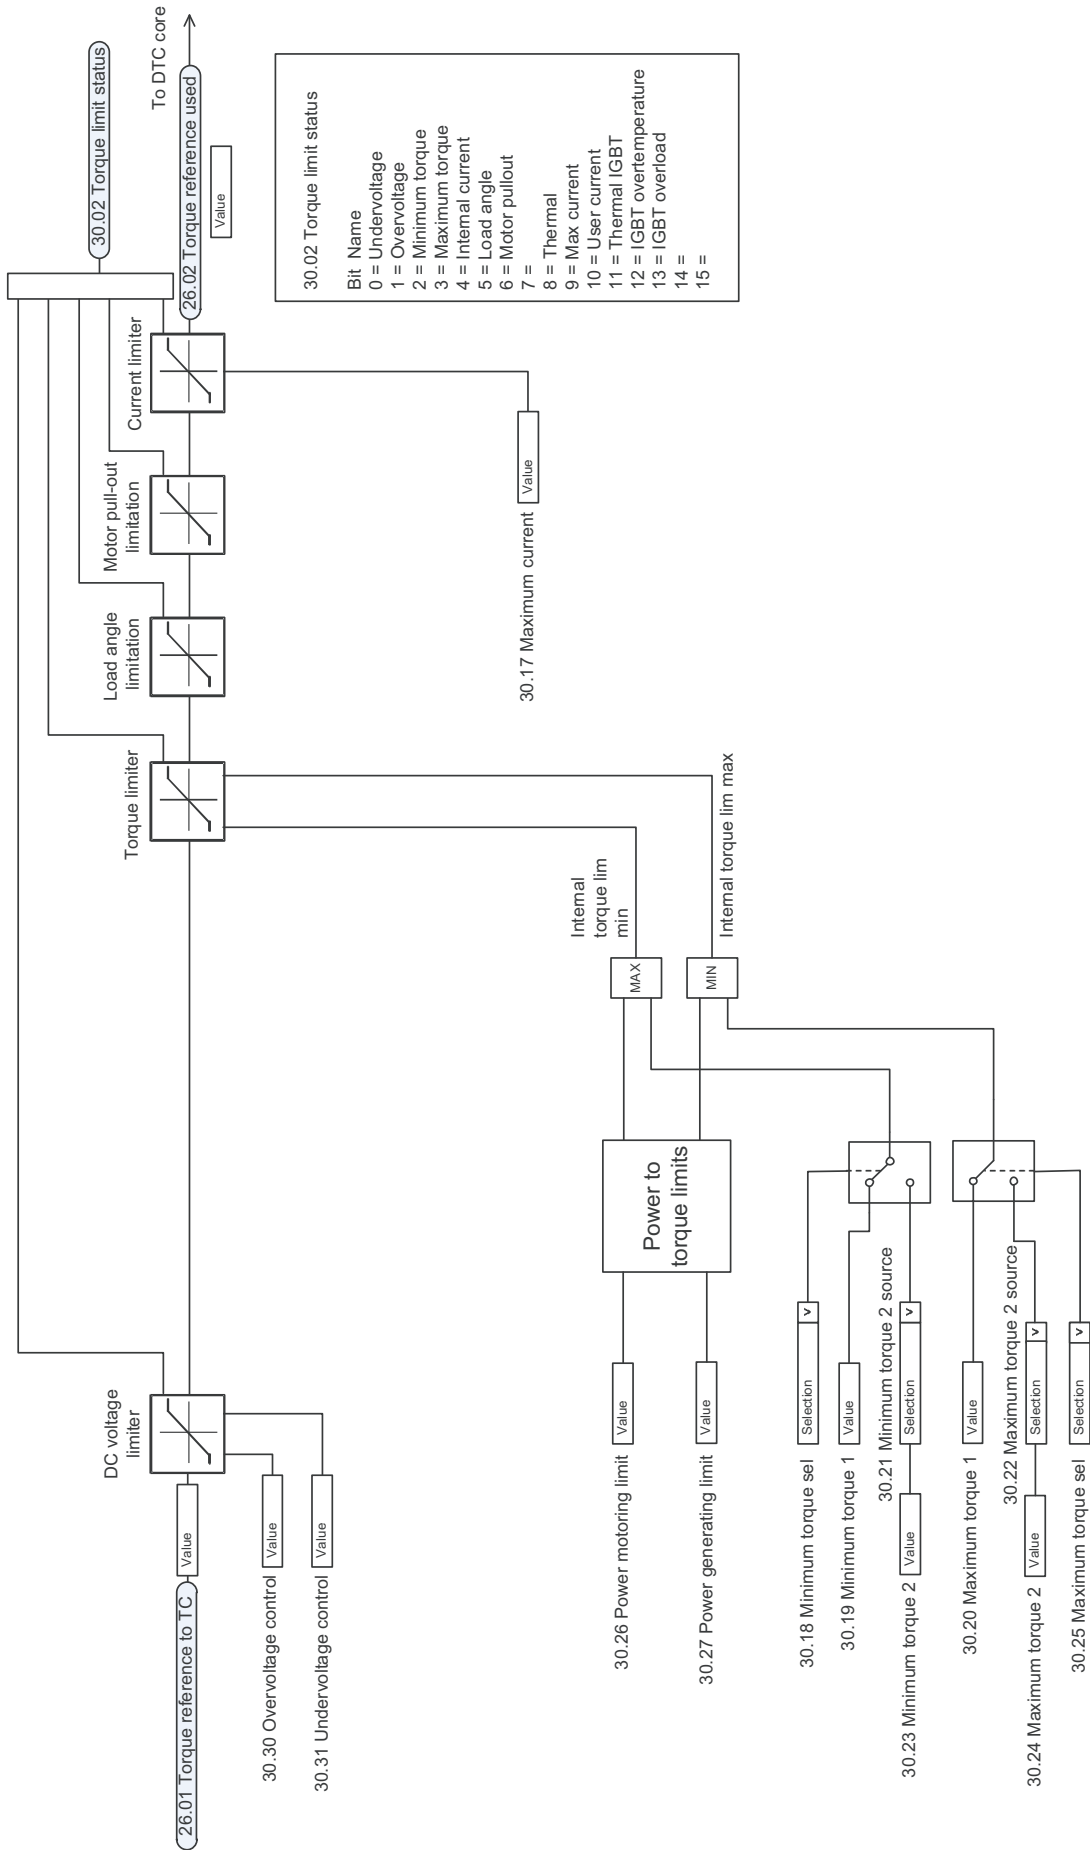 30.02 Torque limit status
To DTC core
DC voltage
limiter
Torque limiter
Load angle
limitation
Motor pull-out
limitation
Current limiter
26.01 Torque reference to TC
Value
26.02 Torque reference used
Value
30.30 Overvoltage control
Value
30.31 Undervoltage control
Value
30.02 Torque limit status
Bit Name
0 = Undervoltage
1 = Overvoltage
2 = Minimum torque
3 = Maximum torque
4 = Internal current
5 = Load angle
6 = Motor pullout
7 =
8 = Thermal
9 = Max current
10 = User current
11 = Thermal IGBT
12 = IGBT overtemperature
13 = IGBT overload
14 =
15 =
30.17 Maximum current
Value
Internal
torque lim
min
30.26 Power motoring limit
Value
Power to
torque limits
MAX
30.27 Power generating limit
Value
MIN
Internal torque lim max
30.18 Minimum torque sel
Selection
v
30.19 Minimum torque 1
Value
30.21 Minimum torque 2 source
30.23 Minimum torque 2
Value
Selection
v
30.20 Maximum torque 1
Value
30.22 Maximum torque 2 source
30.24 Maximum torque 2
Value
Selection
v
30.25 Maximum torque sel
Selection
v